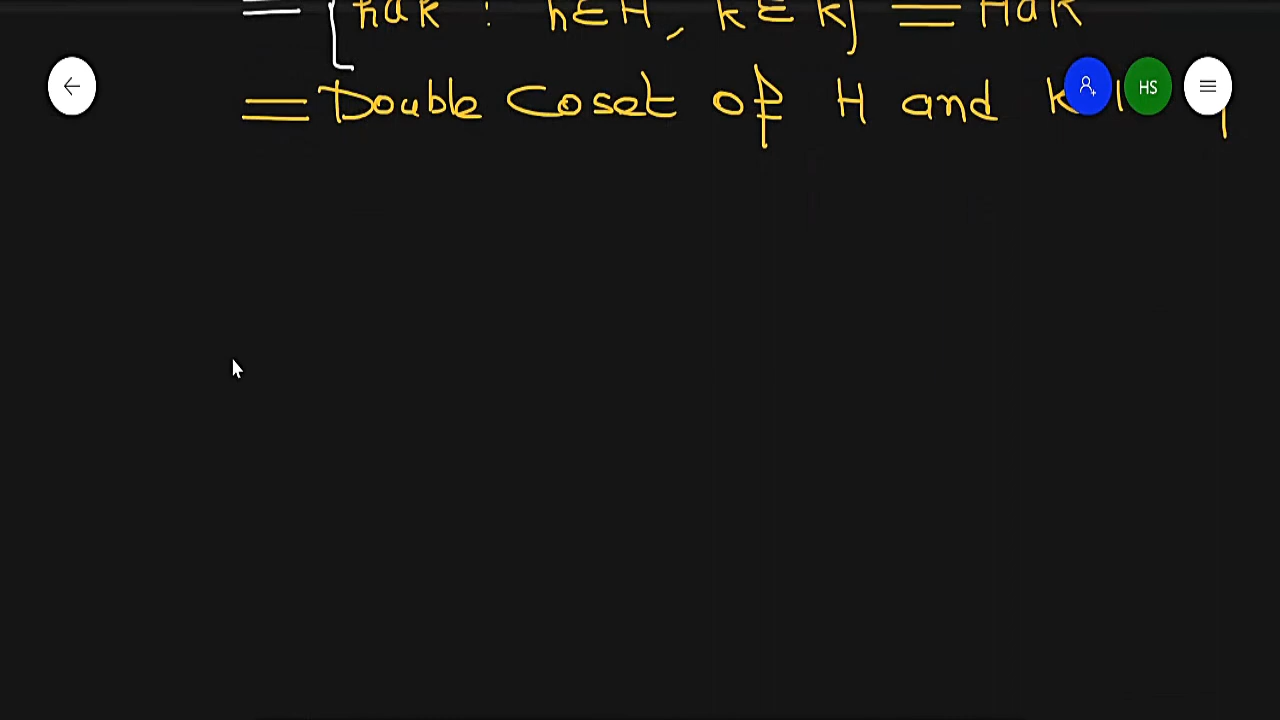 = {hak : h∈H, k∈K} = HaK
= Double Coset of H and K
HS